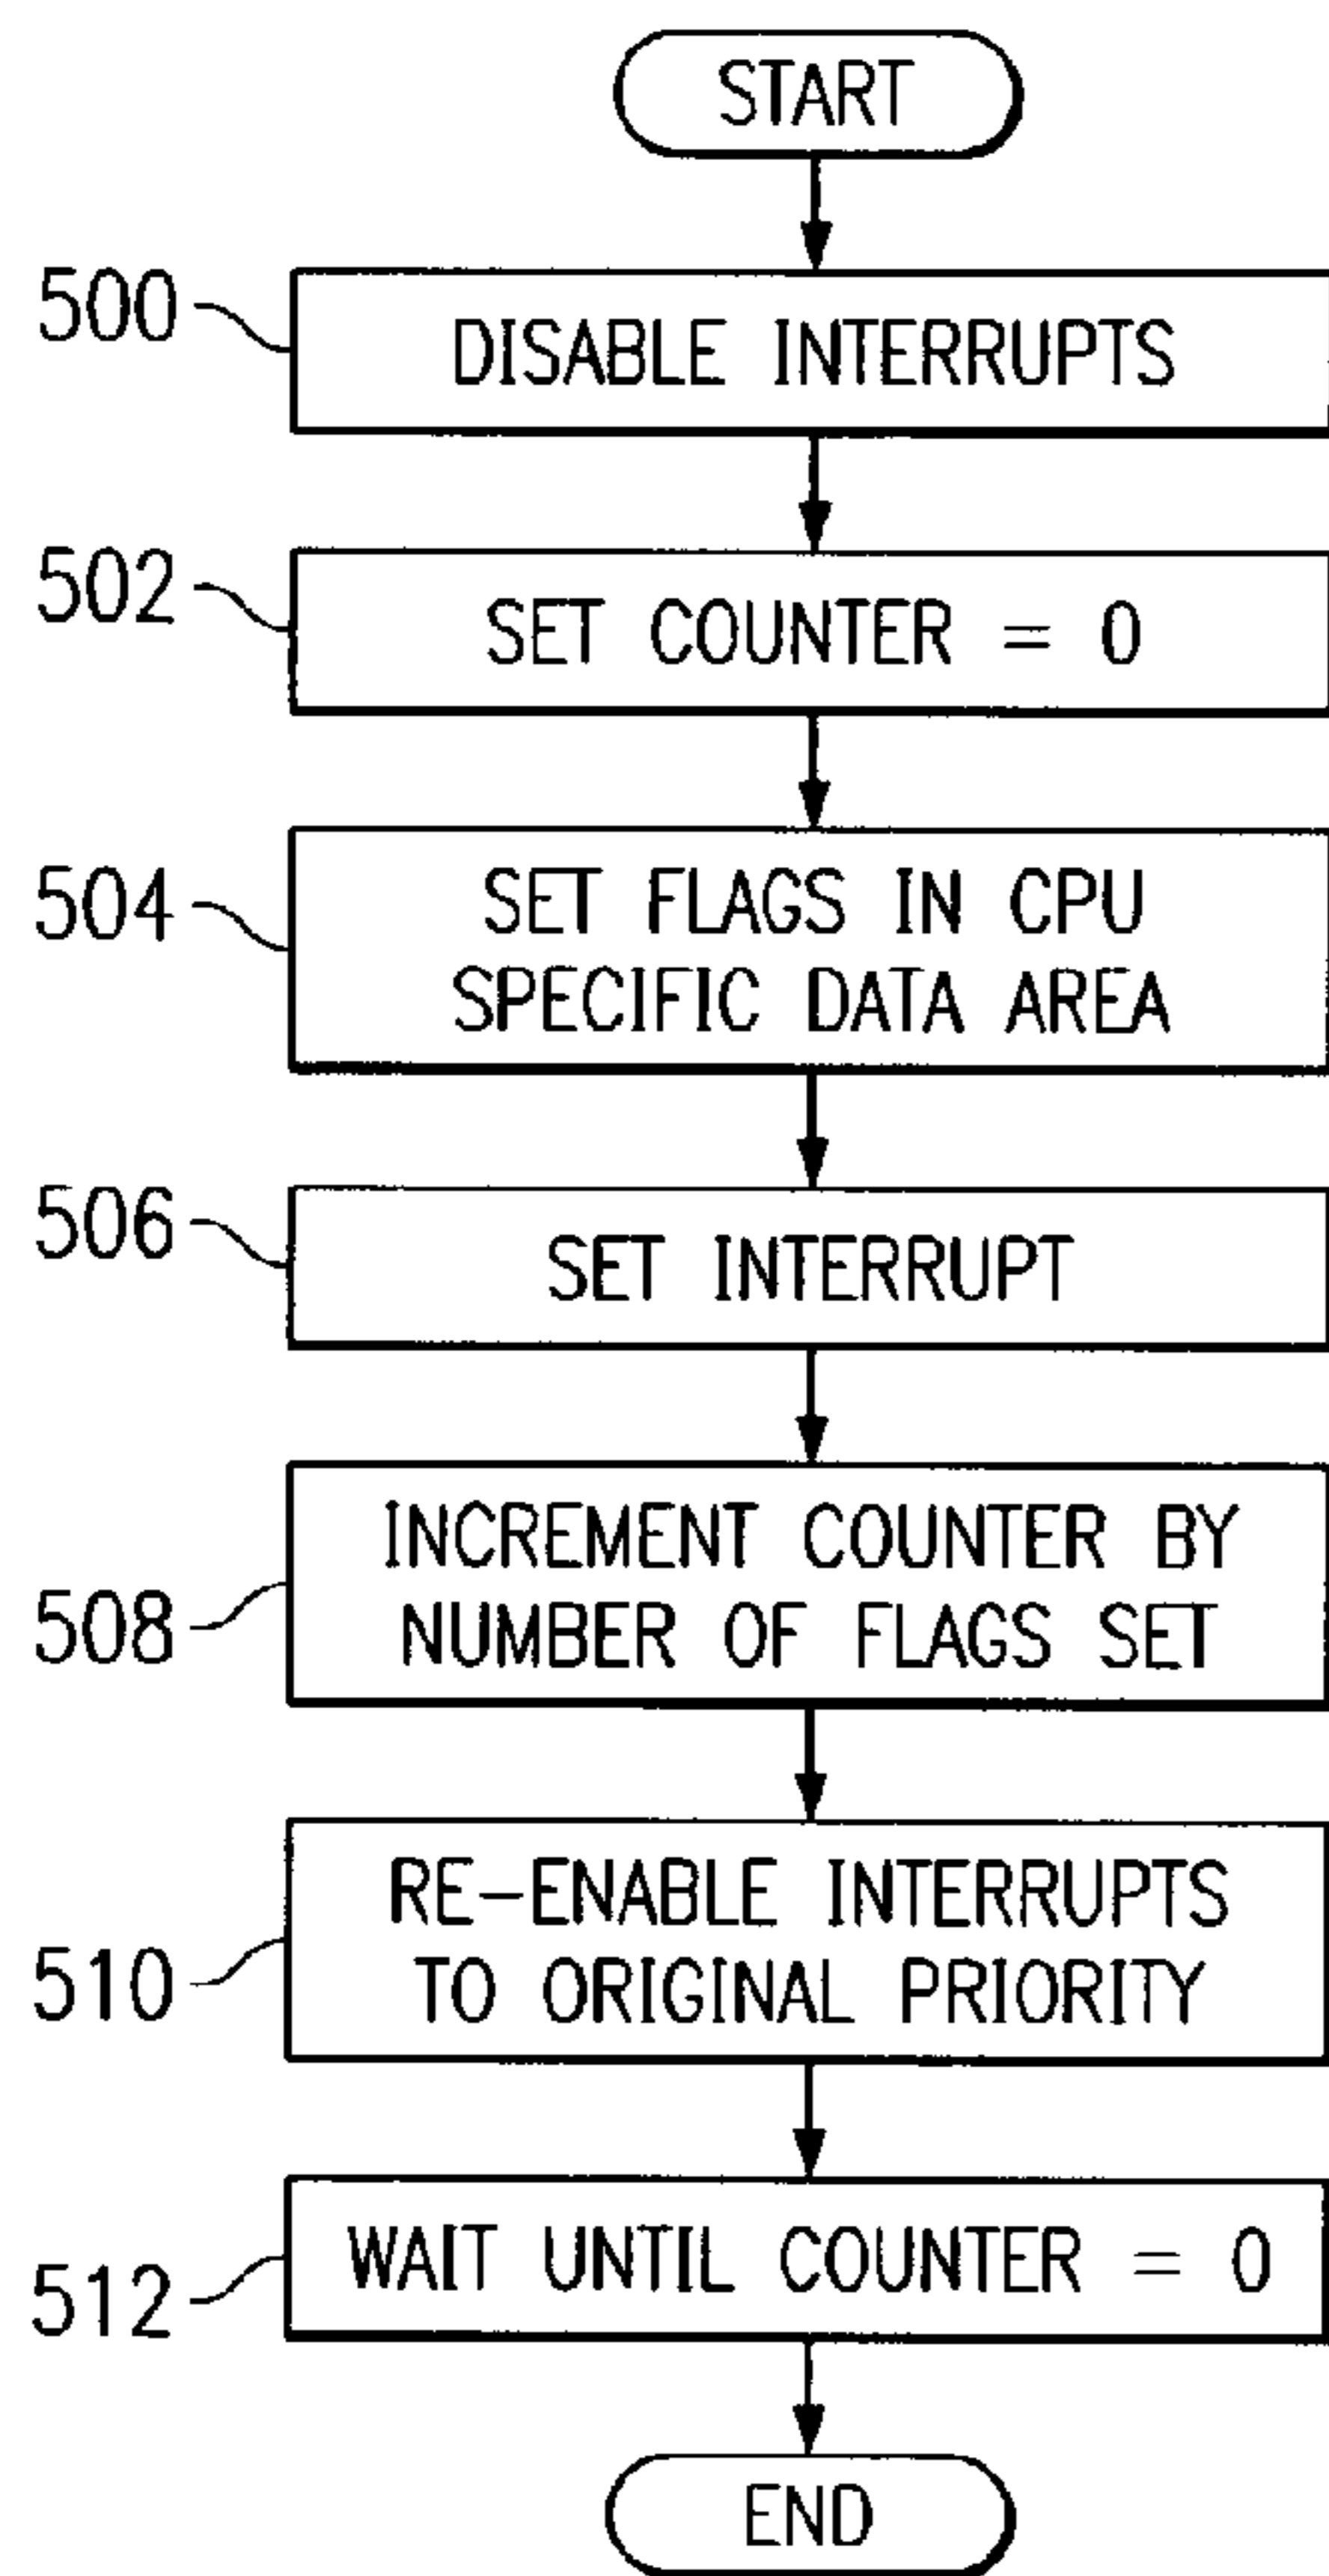 START
500
DISABLE INTERRUPTS
502
SET COUNTER = 0
504
SET FLAGS IN CPU
SPECIFIC DATA AREA
506
SET INTERRUPT
508
INCREMENT COUNTER BY
NUMBER OF FLAGS SET
510
RE-ENABLE INTERRUPTS
TO ORIGINAL PRIORITY
512
WAIT UNTIL COUNTER = 0
END